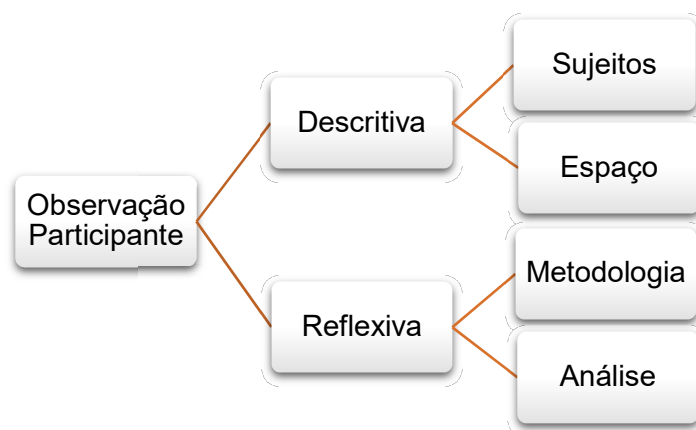 Observação
Participante
Descritiva
Sujeitos
Espaço
Reflexiva
Metodologia
Análise